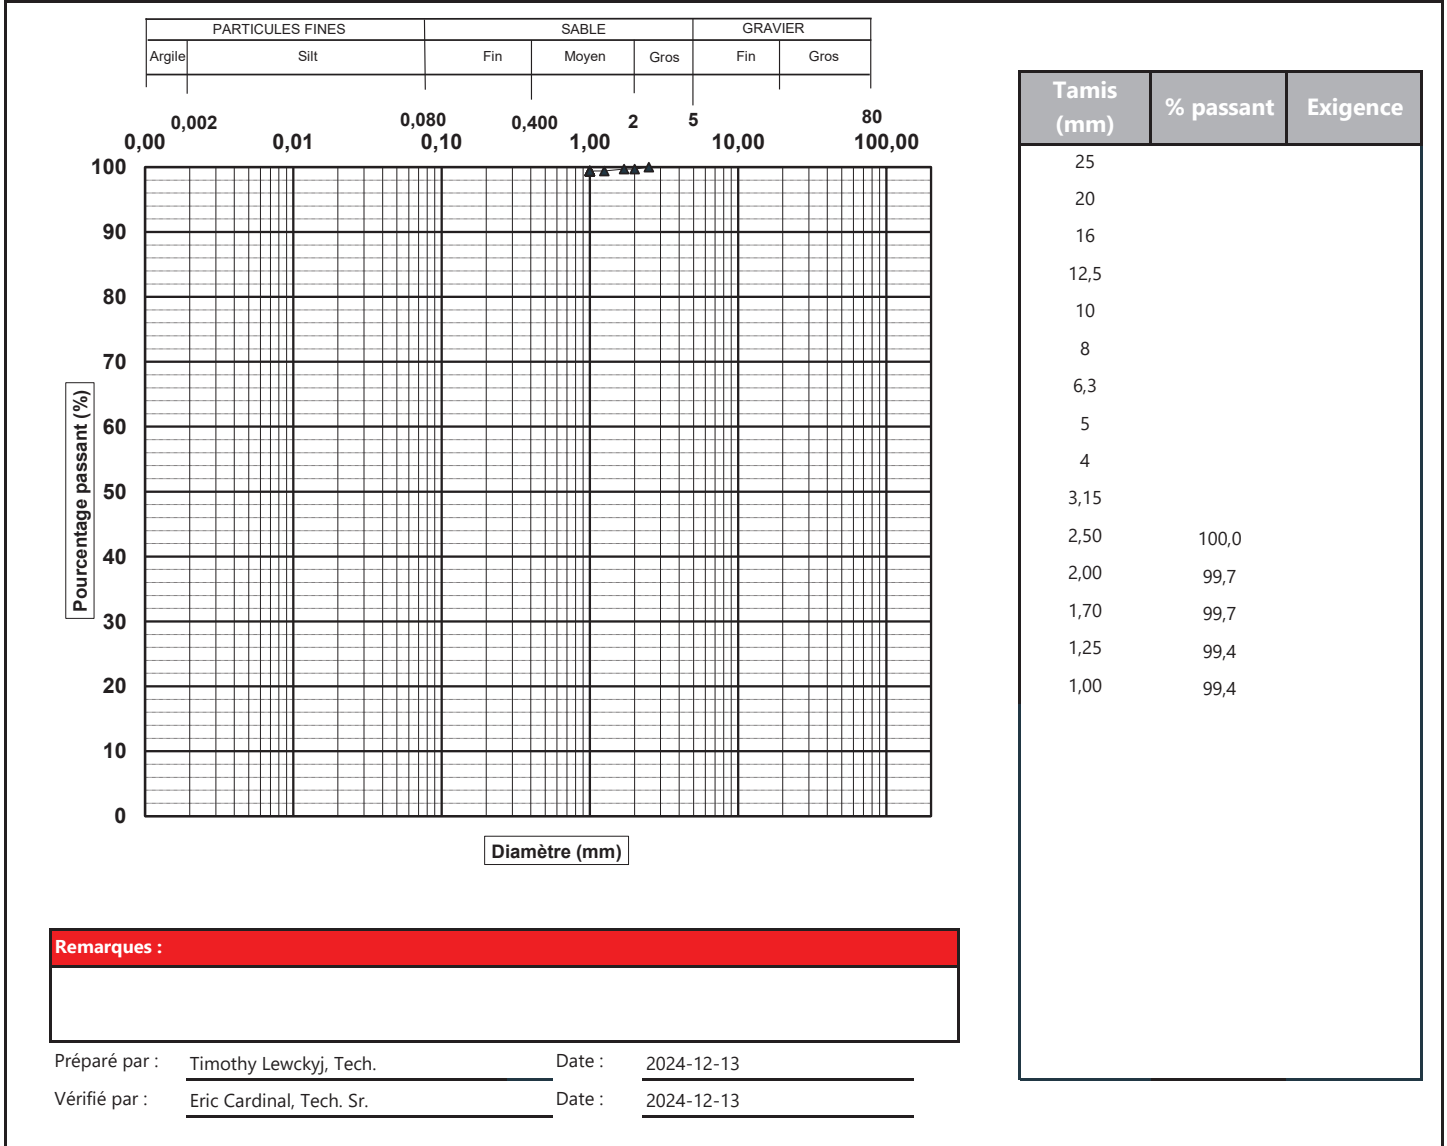 PARTICULES FINES SABLE GRAVIER
Argile Silt Fin Moyen Gros Fin Gros
0,002 0,080 0,400 2 5 80
0,00 0,01 0,10 1,00 10,00 100,00
100
90
80
70
60
50
40
30
20
10
0
Pourcentage passant (%)
Diamètre (mm)
Tamis (mm) % passant Exigence
25
20
16
12,5
10
8
6,3
5
4
3,15
2,50 100,0
2,00 99,7
1,70 99,7
1,25 99,4
1,00 99,4
Remarques :
Préparé par : Timothy Lewckyj, Tech. Date : 2024-12-13
Vérifié par : Eric Cardinal, Tech. Sr. Date : 2024-12-13